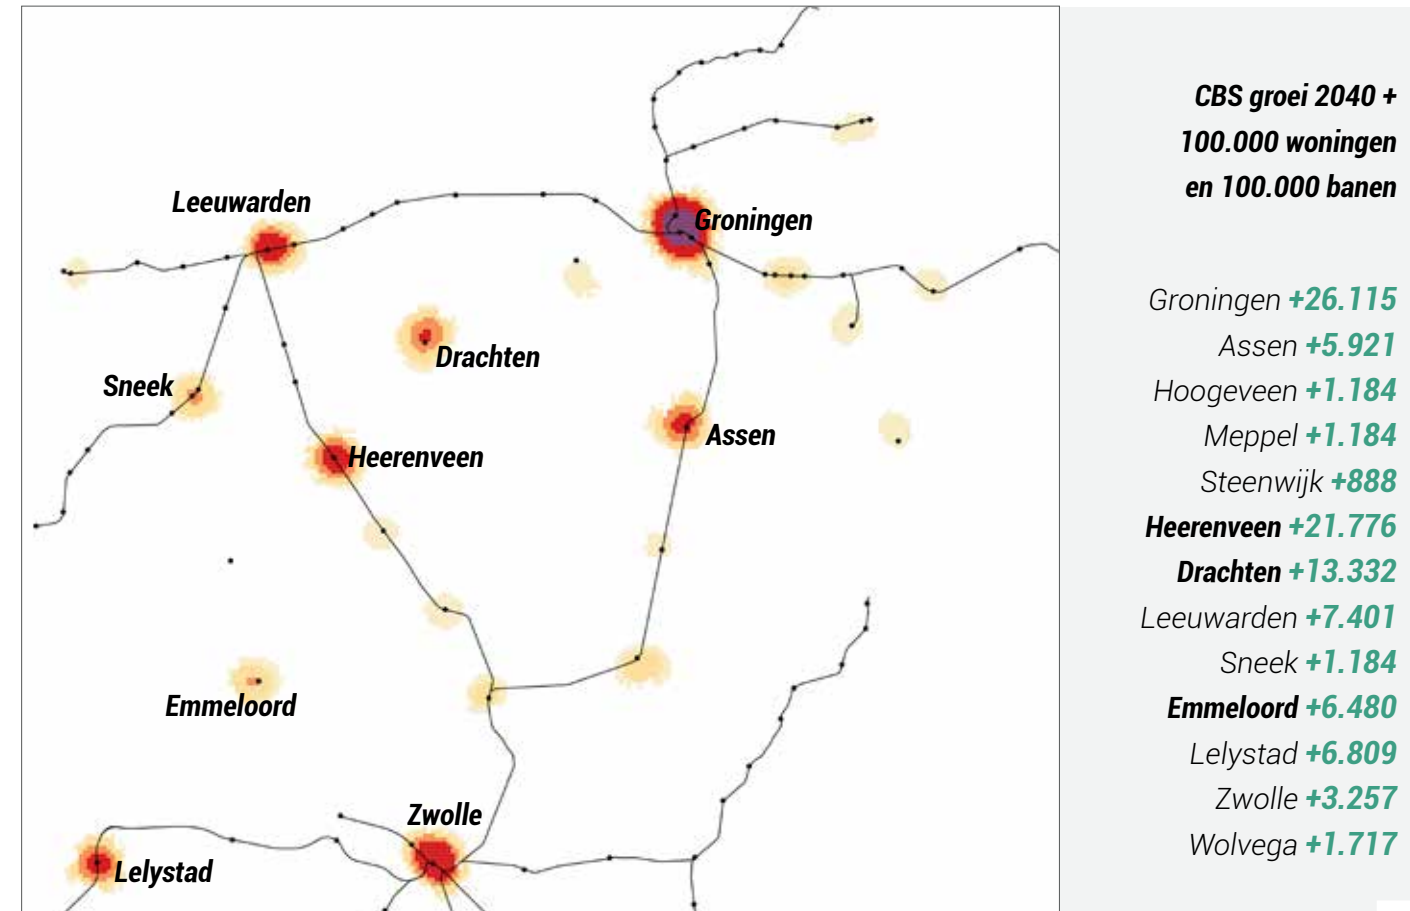 Leeuwarden
Groningen
Drachten
Sneek
Assen
Heerenveen
Emmeloord
Zwolle
Lelystad
CBS groei 2040 +
100.000 woningen
en 100.000 banen
Groningen +26.115
Assen +5.921
Hoogeveen +1.184
Meppel +1.184
Steenwijk +888
Heerenveen +21.776
Drachten +13.332
Leeuwarden +7.401
Sneek +1.184
Emmeloord +6.480
Lelystad +6.809
Zwolle +3.257
Wolvega +1.717